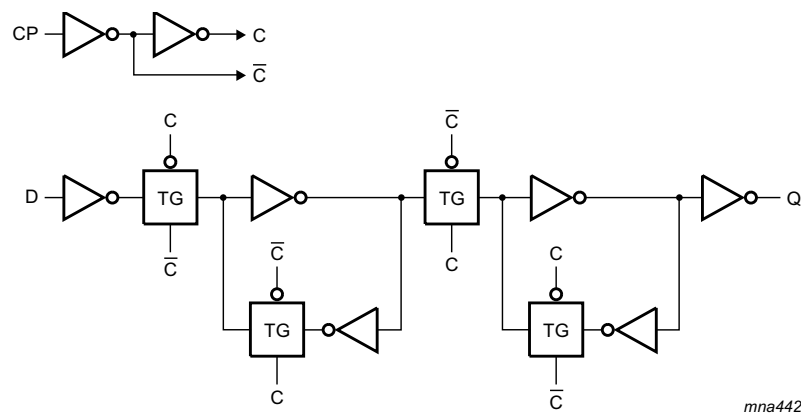 CP C
C̅
C C̅
D TG TG Q
C̅ C̅ C C
TG TG
C C̅
mna442